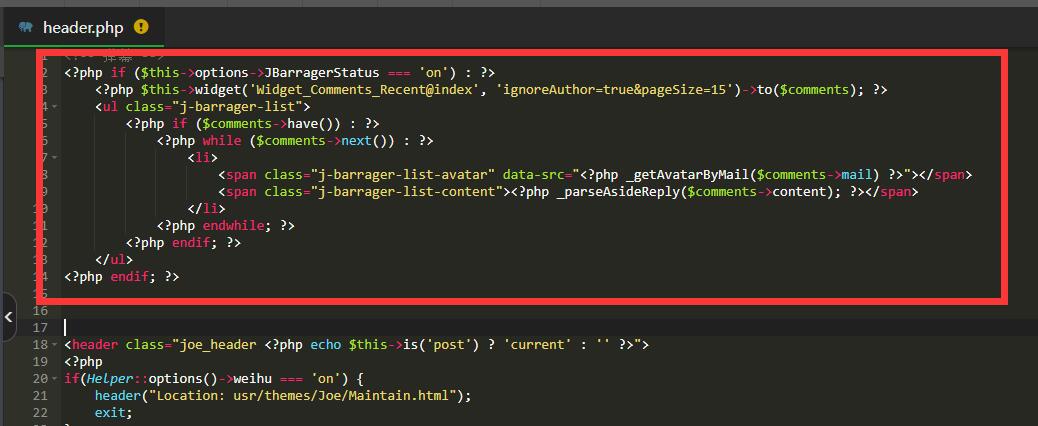 header.php
<?php if ($this->options->JBarragerStatus === 'on') : ?>
3 <?php $this->widget('Widget_Comments_Recent@index', 'ignoreAuthor=true&pageSize=15')->to($comments); ?>
4 <ul class="j-barrager-list">
5 <?php if ($comments->have()) : ?>
6 <?php while ($comments->next()) : ?>
7 <li>
8 <span class="j-barrager-list-avatar" data-src="<?php _getAvatarByMail($comments->mail) ?>"></span>
9 <span class="j-barrager-list-content"><?php _parseAsideReply($comments->content); ?></span>
10 </li>
11 <?php endwhile; ?>
12 <?php endif; ?>
13 </ul>
14 <?php endif; ?>
15
16
17
18 <header class="joe_header <?php echo $this->is('post') ? 'current' : '' ?>">
19 <?php
20 if(Helper::options()->weihu === 'on') {
21 header("Location: usr/themes/Joe/Maintain.html");
22 exit;